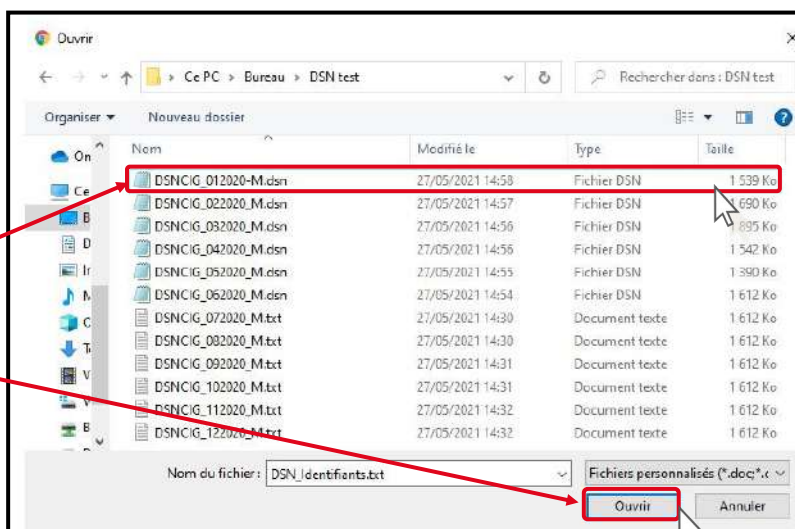 Ouvrir
Ce PC > Bureau > DSN test
Rechercher dans : DSN test
Organiser
Nouveau dossier
Nom Modifié le Type Taille
On
DSNCIG_012020-M.dsn 27/05/2021 14:58 Fichier DSN 1 539 Ko
Ce
DSNCIG_022020_M.dsn 27/05/2021 14:57 Fichier DSN 1 690 Ko
B
DSNCIG_032020_M.dsn 27/05/2021 14:56 Fichier DSN 895 Ko
D
DSNCIG_042020_M.dsn 27/05/2021 14:56 Fichier DSN 1 542 Ko
Ir
DSNCIG_052020_M.dsn 27/05/2021 14:55 Fichier DSN 1 390 Ko
DSNCIG_062020_M.dsn 27/05/2021 14:54 Fichier DSN 1 612 Ko
C
DSNCIG_072020_M.txt 27/05/2021 14:30 Document texte 1 612 Ko
DSNCIG_082020_M.txt 27/05/2021 14:30 Document texte 1 612 Ko
V
DSNCIG_092020_M.txt 27/05/2021 14:31 Document texte 1 612 Ko
DSNCIG_102020_M.txt 27/05/2021 14:31 Document texte 1 612 Ko
DSNCIG_112020_M.txt 27/05/2021 14:32 Document texte 1 612 Ko
B
DSNCIG_122020_M.txt 27/05/2021 14:32 Document texte 1 612 Ko
Nom du fichier : DSN_Identifiants.txt Fichiers personnalisés (*.doc;*.c
Ouvrir Annuler